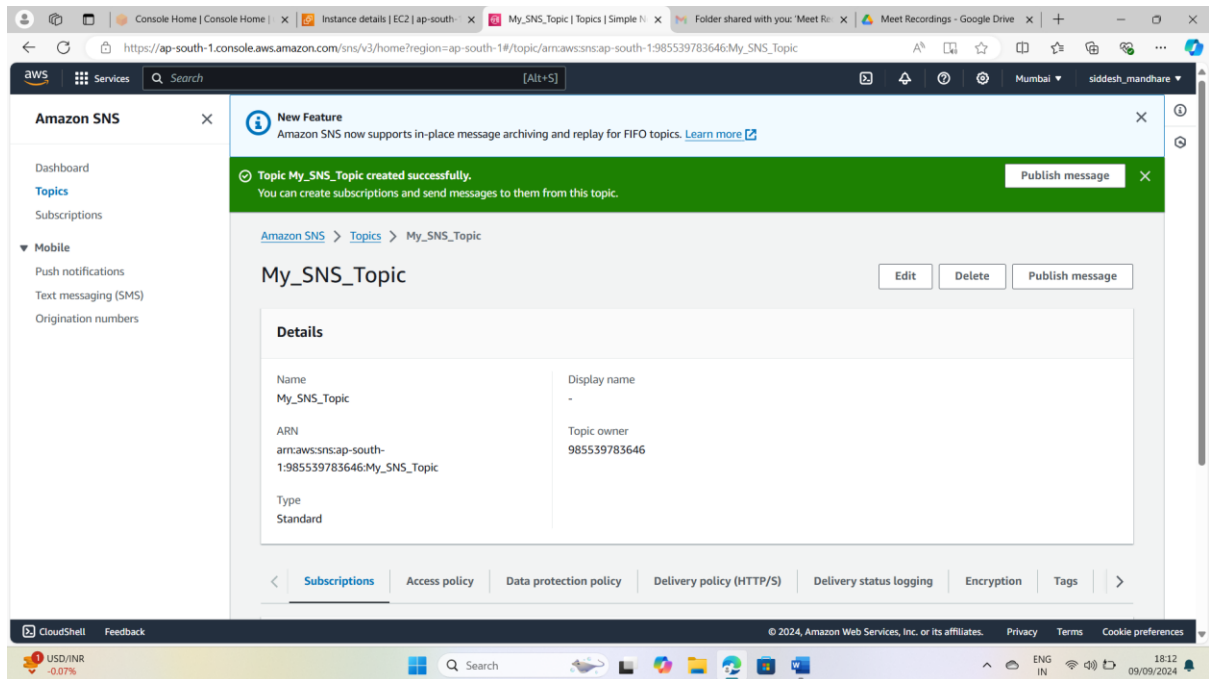 Console Home | Cons
ole Home |
Instance details | EC2 | ap-south-
My_SNS_Topic | Topics | Simple N
Folder shared with you: 'Meet Re
Meet Recordings - Google Drive
https://ap-south-1.console.aws.amazon.com/sns/v3/home?region=ap-south-1#/topic/arn:aws:sns:ap-south-1:985539783646:My_SNS_Topic
aws
Services
Search
[Alt+S]
Mumbai
siddesh_mandhare
Amazon SNS
Dashboard
Topics
Subscriptions
Mobile
Push notifications
Text messaging (SMS)
Origination numbers
New Feature
Amazon SNS now supports in-place message archiving and replay for FIFO topics. Learn more
Topic My_SNS_Topic created successfully.
You can create subscriptions and send messages to them from this topic.
Publish message
Amazon SNS > Topics > My_SNS_Topic
My_SNS_Topic
Edit
Delete
Publish message
Details
Name
My_SNS_Topic
ARN
arn:aws:sns:ap-south-
1:985539783646:My_SNS_Topic
Type
Standard
Display name
-
Topic owner
985539783646
Subscriptions
Access policy
Data protection policy
Delivery policy (HTTP/S)
Delivery status logging
Encryption
Tags
CloudShell
Feedback
© 2024, Amazon Web Services, Inc. or its affiliates.
Privacy
Terms
Cookie preferences
1
USD/INR
-0.07%
Search
ENG
IN
18:12
09/09/2024